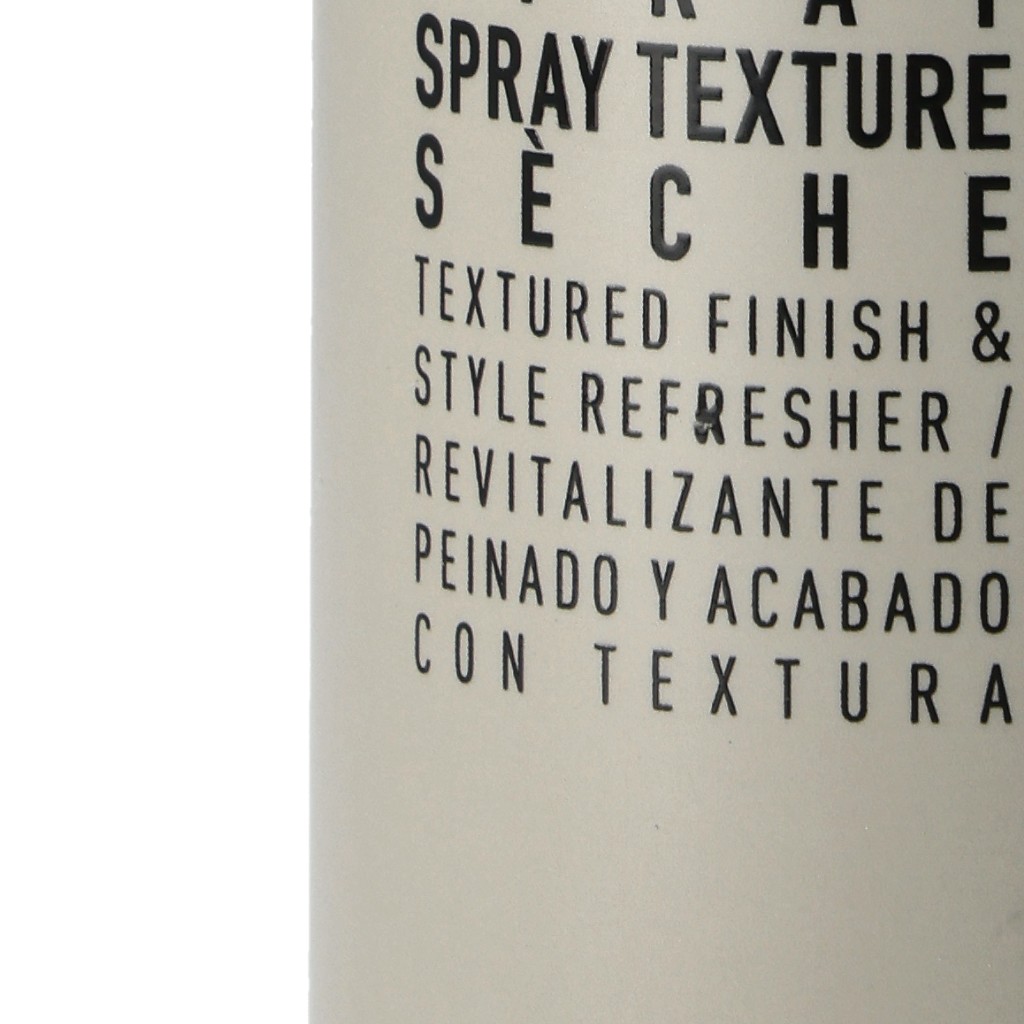 SPRAY TEXTURE
SÈCHE
TEXTURED FINISH &
STYLE REFRESHER /
REVITALIZANTE DE
PEINADO Y ACABADO
CON TEXTURA